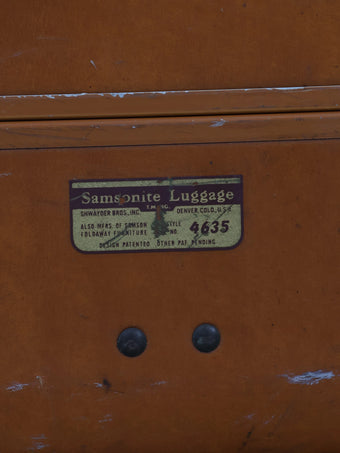 Samsonite Luggage
SHWAYDER BROS., INC. T.M. REG. DENVER, COLO., U.S.A.
ALSO MFRS. OF SAMSON STYLE
FOLDAWAY FURNITURE NO. 4635
DESIGN PATENTED OTHER PAT. PENDING